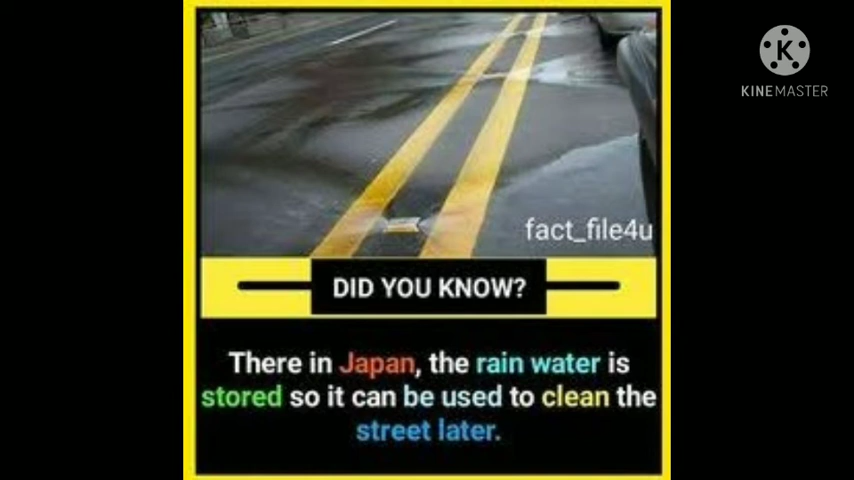 K
KINEMASTER
fact_file4u
DID YOU KNOW?
There in Japan, the rain water is
stored so it can be used to clean the
street later.